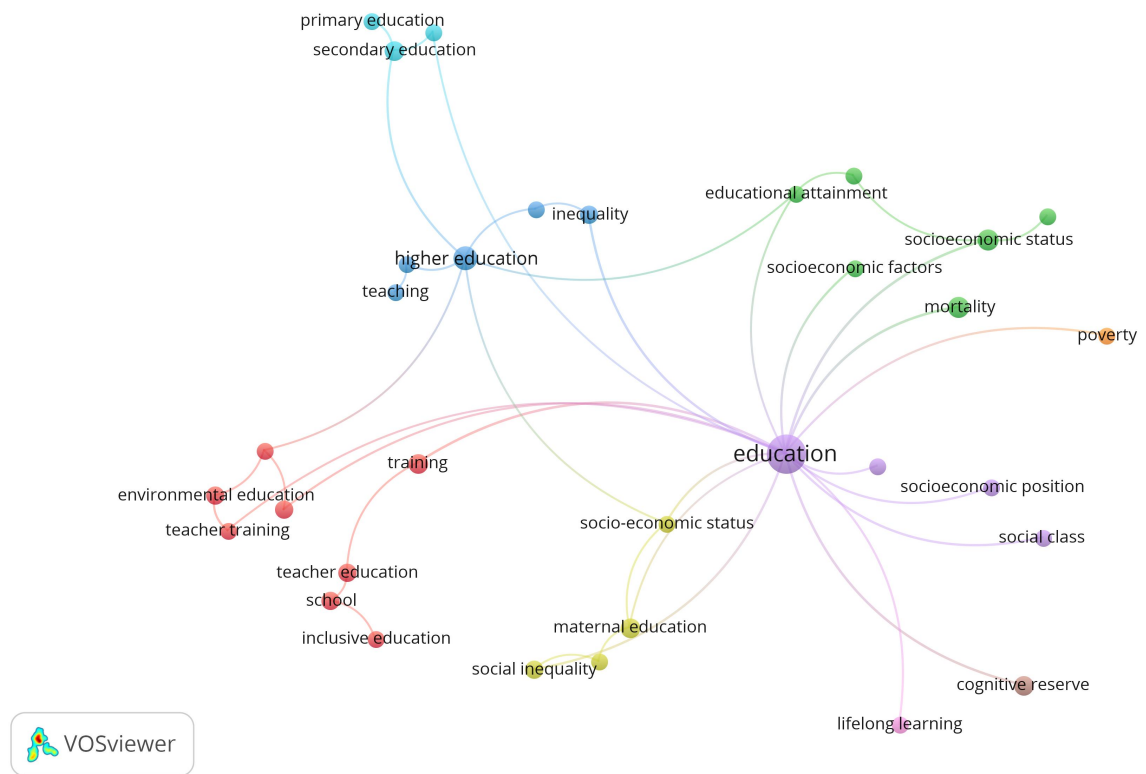 primary education
secondary education
educational attainment
inequality
socioeconomic status
higher education
socioeconomic factors
teaching
mortality
poverty
education
training
socioeconomic position
environmental education
socio-economic status
teacher training
social class
teacher education
school
maternal education
inclusive education
social inequality
cognitive reserve
lifelong learning
VOSviewer